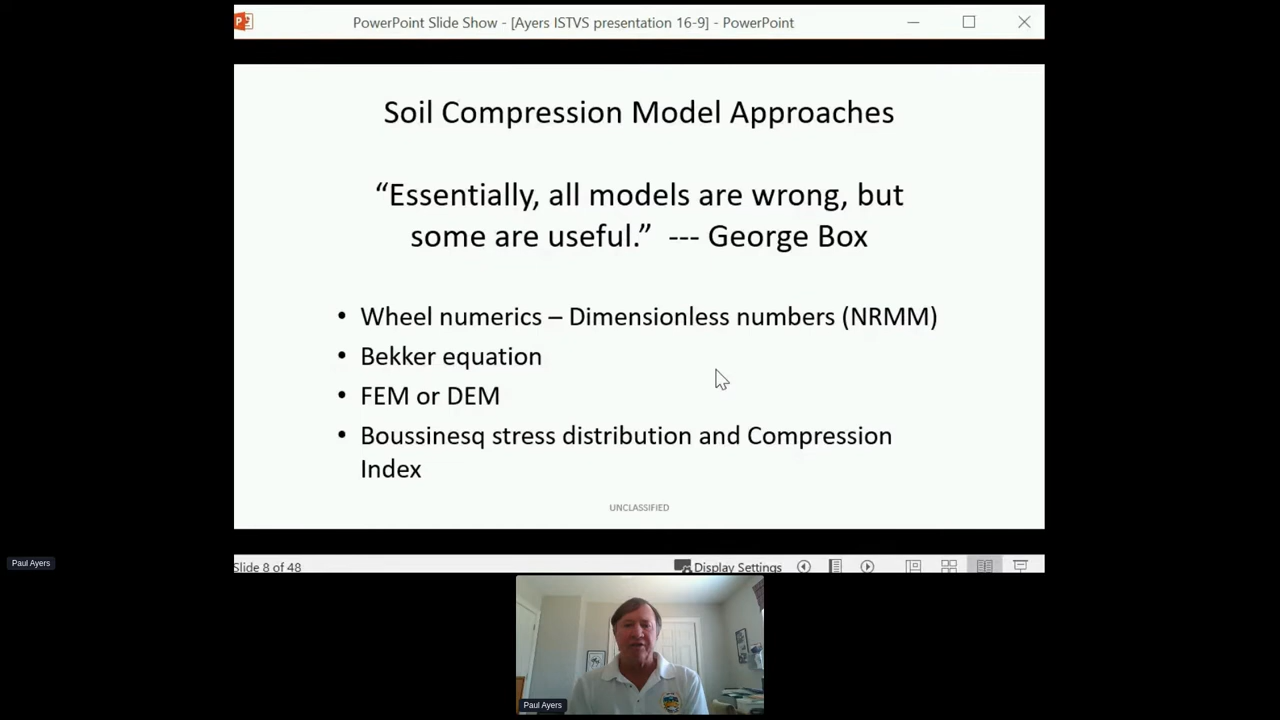 PowerPoint Slide Show - [Ayers ISTVS presentation 16-9] - PowerPoint
Soil Compression Model Approaches
“Essentially, all models are wrong, but
some are useful.” --- George Box
• Wheel numerics – Dimensionless numbers (NRMM)
• Bekker equation
• FEM or DEM
• Boussinesq stress distribution and Compression
Index
UNCLASSIFIED
Slide 8 of 48
Display Settings
Paul Ayers
Paul Ayers